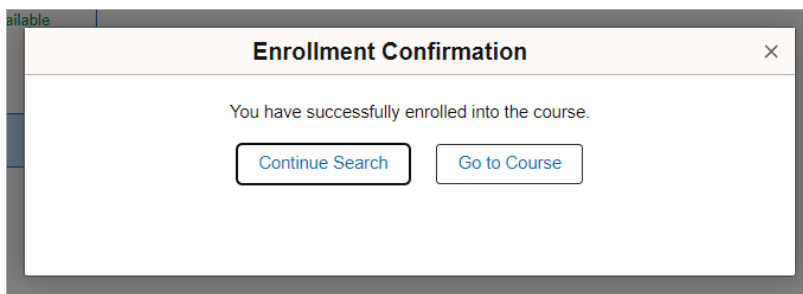 ailable
Enrollment Confirmation ×
You have successfully enrolled into the course.
Continue Search Go to Course